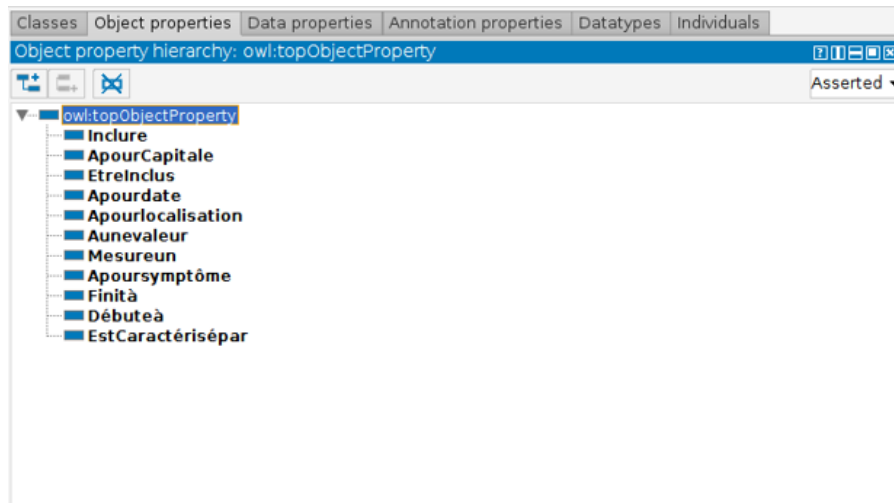 Classes Object properties Data properties Annotation properties Datatypes Individuals
Object property hierarchy: owl:topObjectProperty
Asserted
owl:topObjectProperty
Inclure
ApourCapitale
EtreInclus
Apourdate
Apourlocalisation
Aunevaleur
Mesureun
Apoursymptôme
Finità
Débuteà
EstCaractérisépar